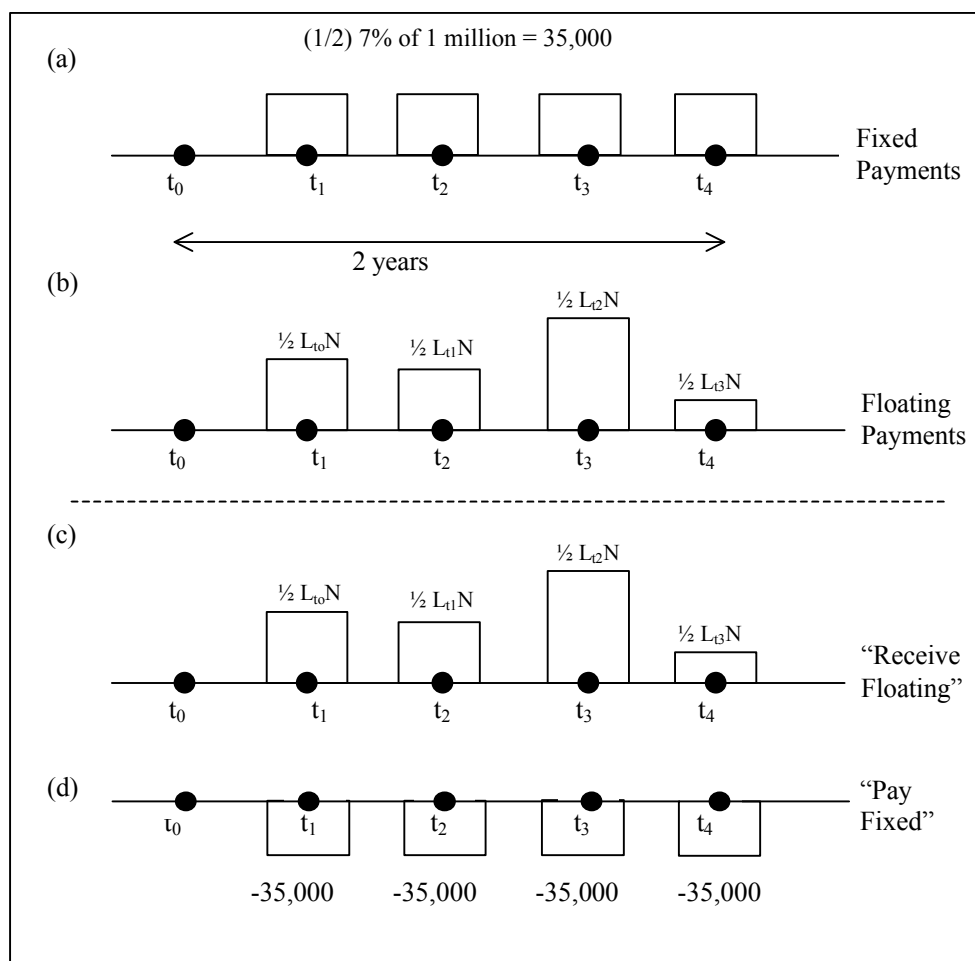 (1/2) 7% of 1 million = 35,000
(a)
Fixed
Payments
t₀ t₁ t₂ t₃ t₄
2 years
(b)
½ Lₜ₀N ½ Lₜ₁N ½ Lₜ₂N ½ Lₜ₃N
Floating
Payments
t₀ t₁ t₂ t₃ t₄
(c)
½ Lₜ₀N ½ Lₜ₁N ½ Lₜ₂N ½ Lₜ₃N
“Receive
Floating”
t₀ t₁ t₂ t₃ t₄
(d)
“Pay
Fixed”
t₀ t₁ t₂ t₃ t₄
-35,000 -35,000 -35,000 -35,000